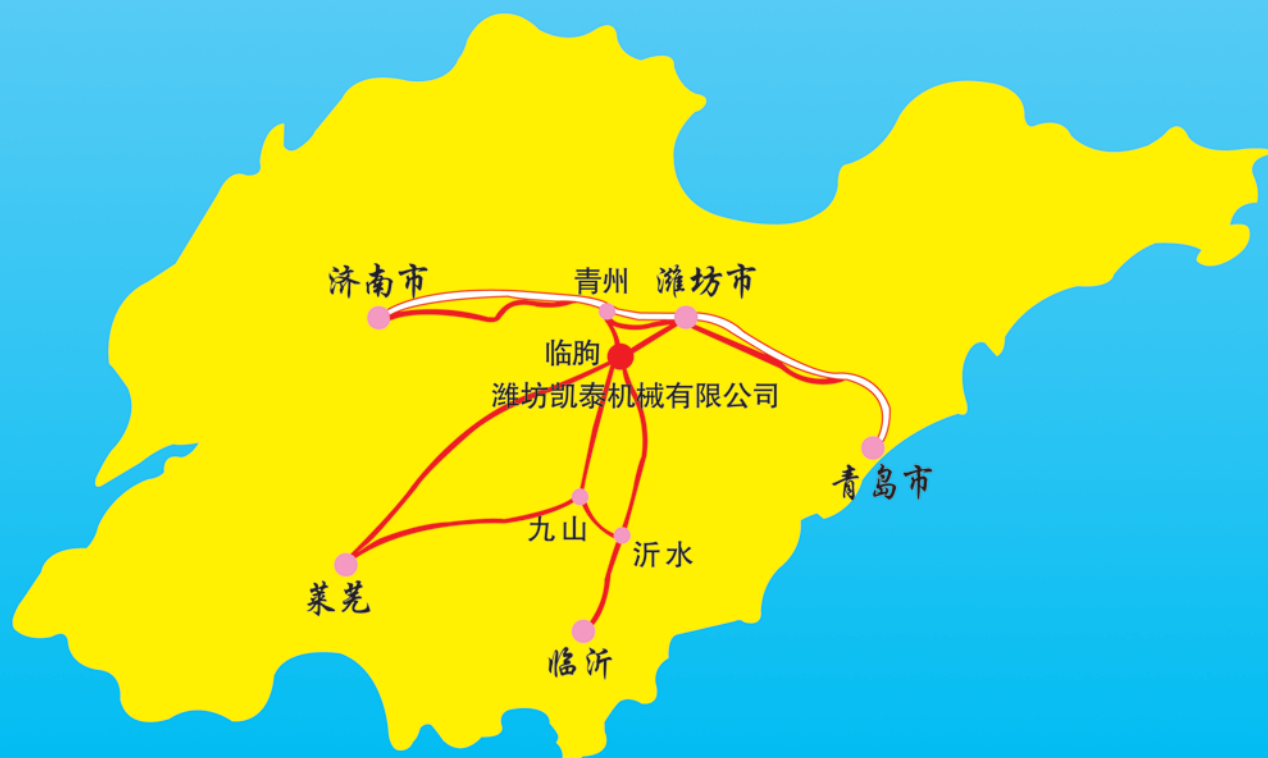 济南市
青州
潍坊市
临朐
潍坊凯泰机械有限公司
青岛市
九山
沂水
莱芜
临沂